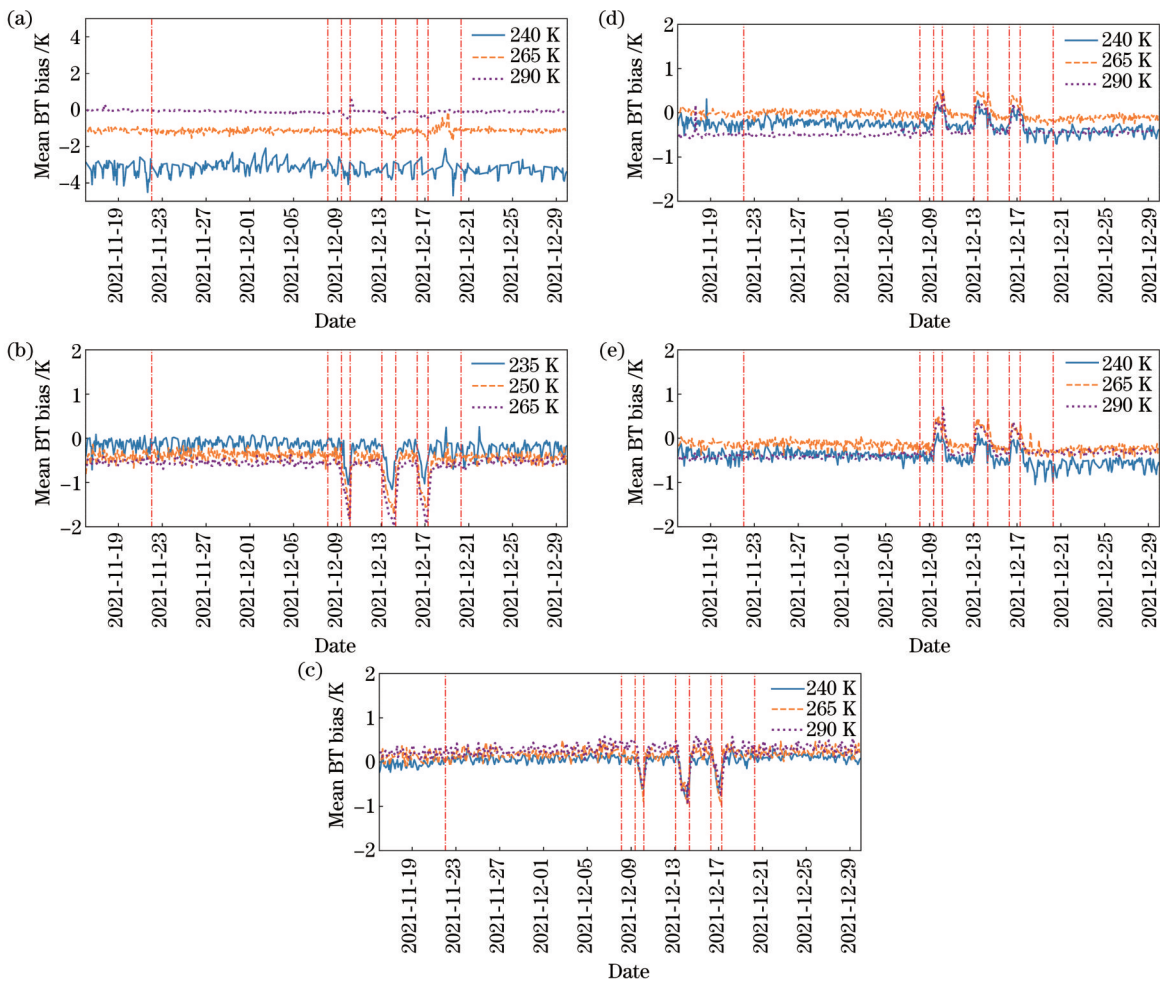 (a)
Mean BT bias /K
4
2
0
−2
−4
240 K
265 K
290 K
2021-11-19
2021-11-23
2021-11-27
2021-12-01
2021-12-05
2021-12-09
2021-12-13
2021-12-17
2021-12-21
2021-12-25
2021-12-29
Date
(d)
Mean BT bias /K
2
1
0
−1
−2
240 K
265 K
290 K
2021-11-19
2021-11-23
2021-11-27
2021-12-01
2021-12-05
2021-12-09
2021-12-13
2021-12-17
2021-12-21
2021-12-25
2021-12-29
Date
(b)
Mean BT bias /K
2
1
0
−1
−2
235 K
250 K
265 K
2021-11-19
2021-11-23
2021-11-27
2021-12-01
2021-12-05
2021-12-09
2021-12-13
2021-12-17
2021-12-21
2021-12-25
2021-12-29
Date
(e)
Mean BT bias /K
2
1
0
−1
−2
240 K
265 K
290 K
2021-11-19
2021-11-23
2021-11-27
2021-12-01
2021-12-05
2021-12-09
2021-12-13
2021-12-17
2021-12-21
2021-12-25
2021-12-29
Date
(c)
Mean BT bias /K
2
1
0
−1
−2
240 K
265 K
290 K
2021-11-19
2021-11-23
2021-11-27
2021-12-01
2021-12-05
2021-12-09
2021-12-13
2021-12-17
2021-12-21
2021-12-25
2021-12-29
Date